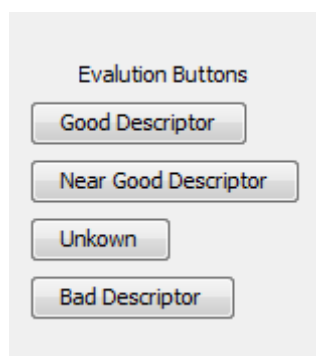 Evalution Buttons
Good Descriptor
Near Good Descriptor
Unkown
Bad Descriptor